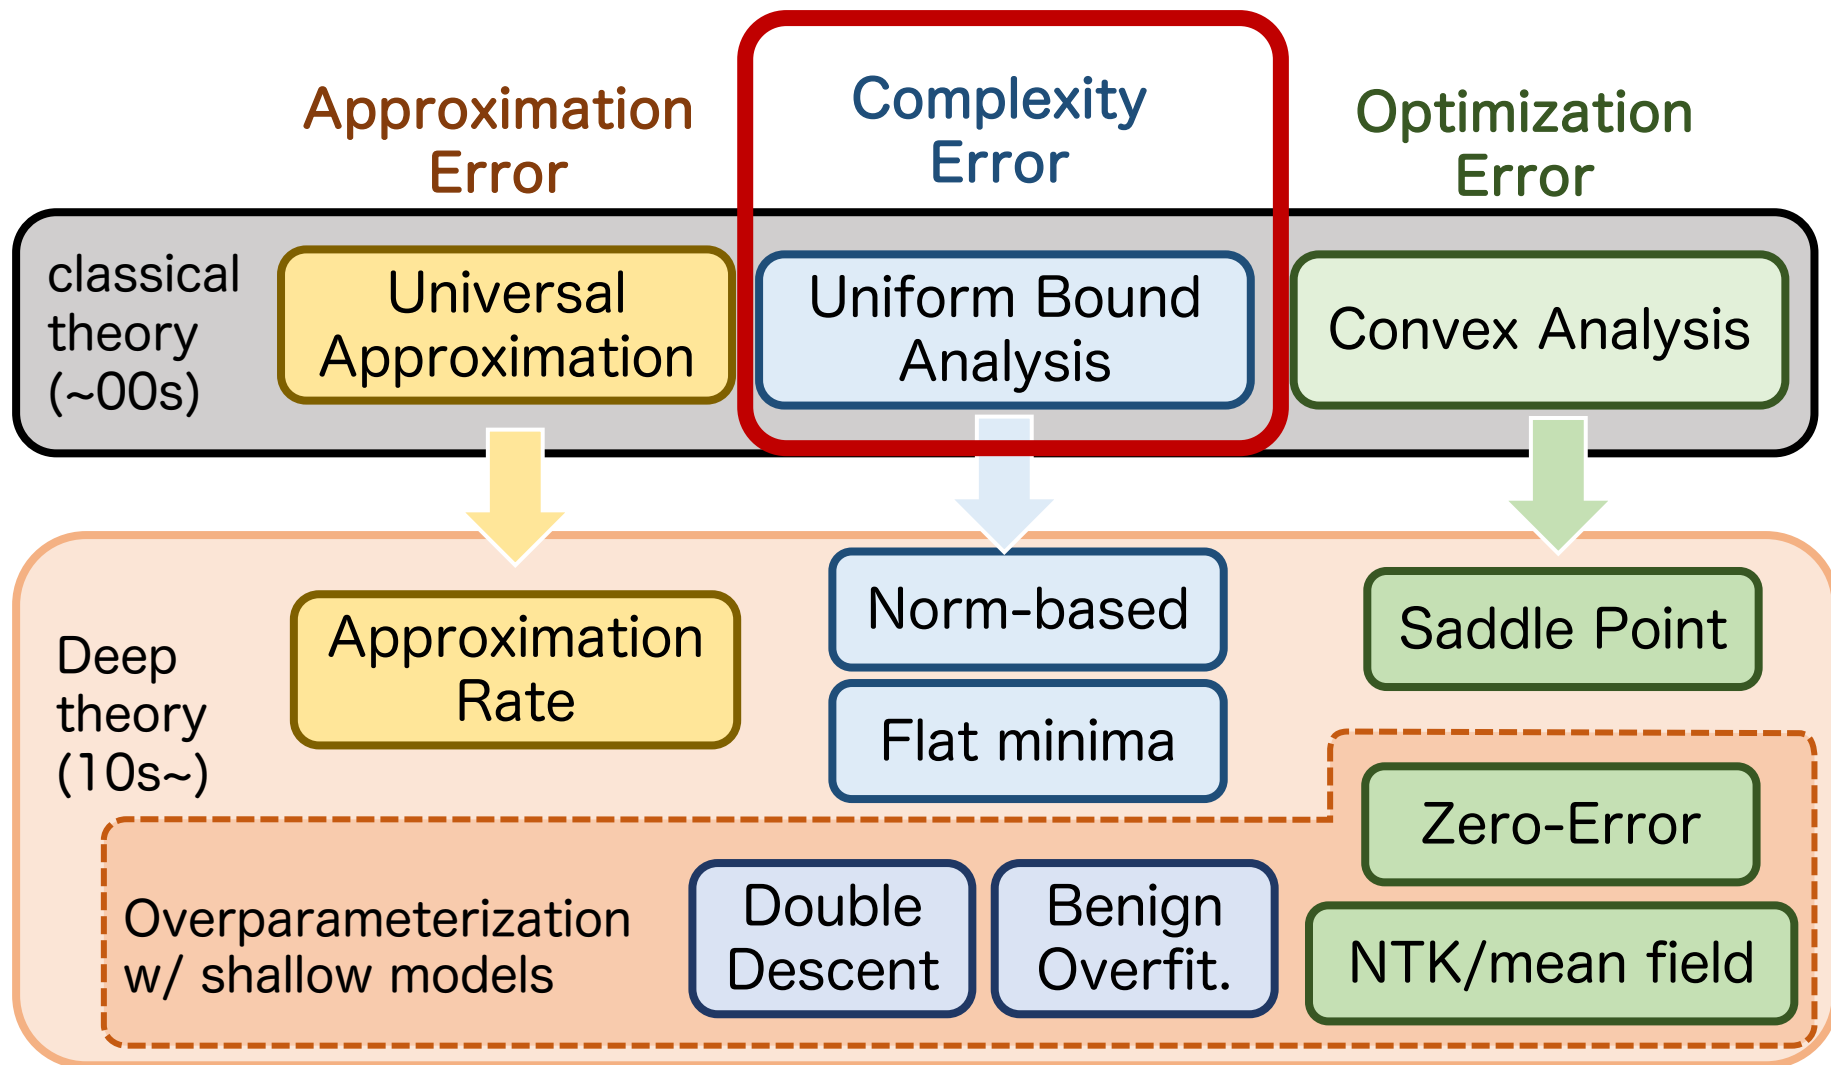 Approximation
Error
Complexity
Error
Optimization
Error
classical
theory
(~00s)
Universal
Approximation
Uniform Bound
Analysis
Convex Analysis
Deep
theory
(10s~)
Approximation
Rate
Norm-based
Flat minima
Saddle Point
Zero-Error
NTK/mean field
Overparameterization
w/ shallow models
Double
Descent
Benign
Overfit.